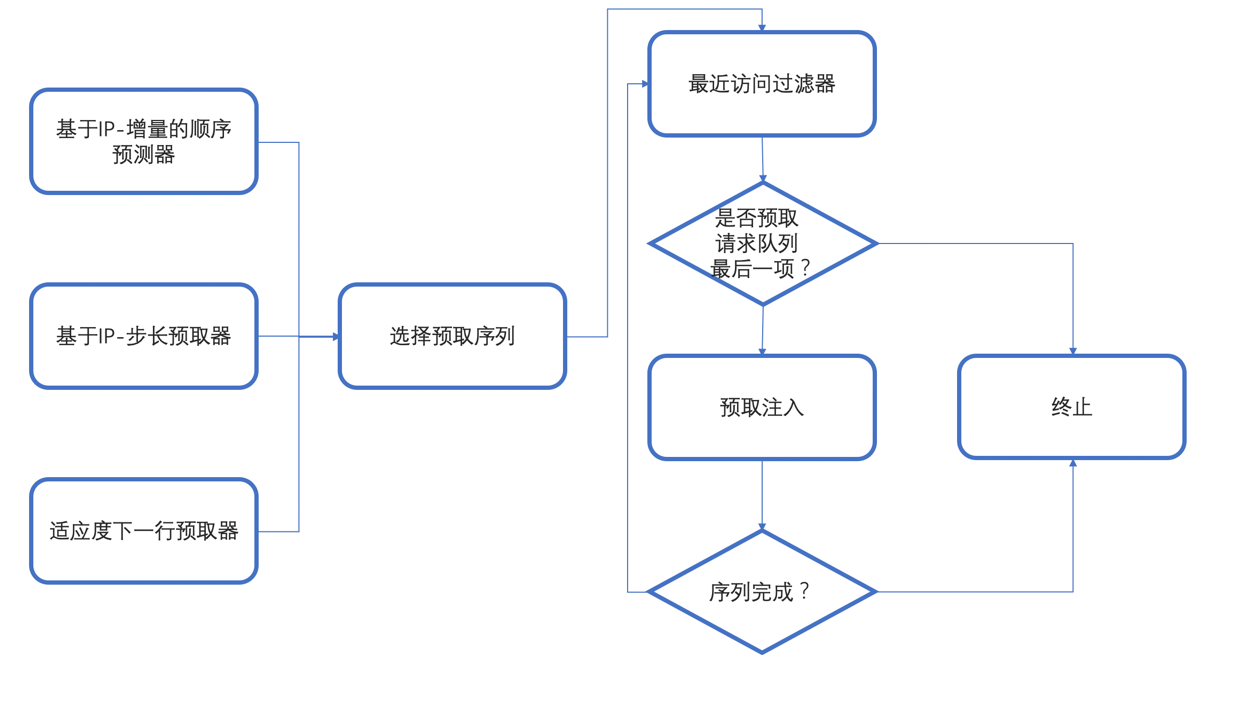 基于IP-增量的顺序
预测器
基于IP-步长预取器
适应度下一行预取器
选择预取序列
最近访问过滤器
是否预取
请求队列
最后一项？
预取注入
终止
序列完成？